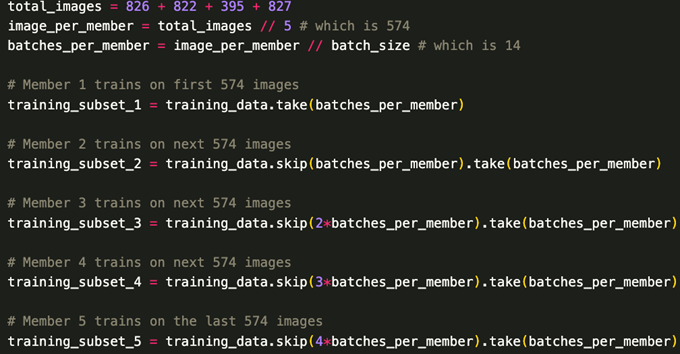 total_images = 826 + 822 + 395 + 827
image_per_member = total_images // 5 # which is 574
batches_per_member = image_per_member // batch_size # which is 14
# Member 1 trains on first 574 images
training_subset_1 = training_data.take(batches_per_member)
# Member 2 trains on next 574 images
training_subset_2 = training_data.skip(batches_per_member).take(batches_per_member)
# Member 3 trains on next 574 images
training_subset_3 = training_data.skip(2*batches_per_member).take(batches_per_member)
# Member 4 trains on next 574 images
training_subset_4 = training_data.skip(3*batches_per_member).take(batches_per_member)
# Member 5 trains on the last 574 images
training_subset_5 = training_data.skip(4*batches_per_member).take(batches_per_member)